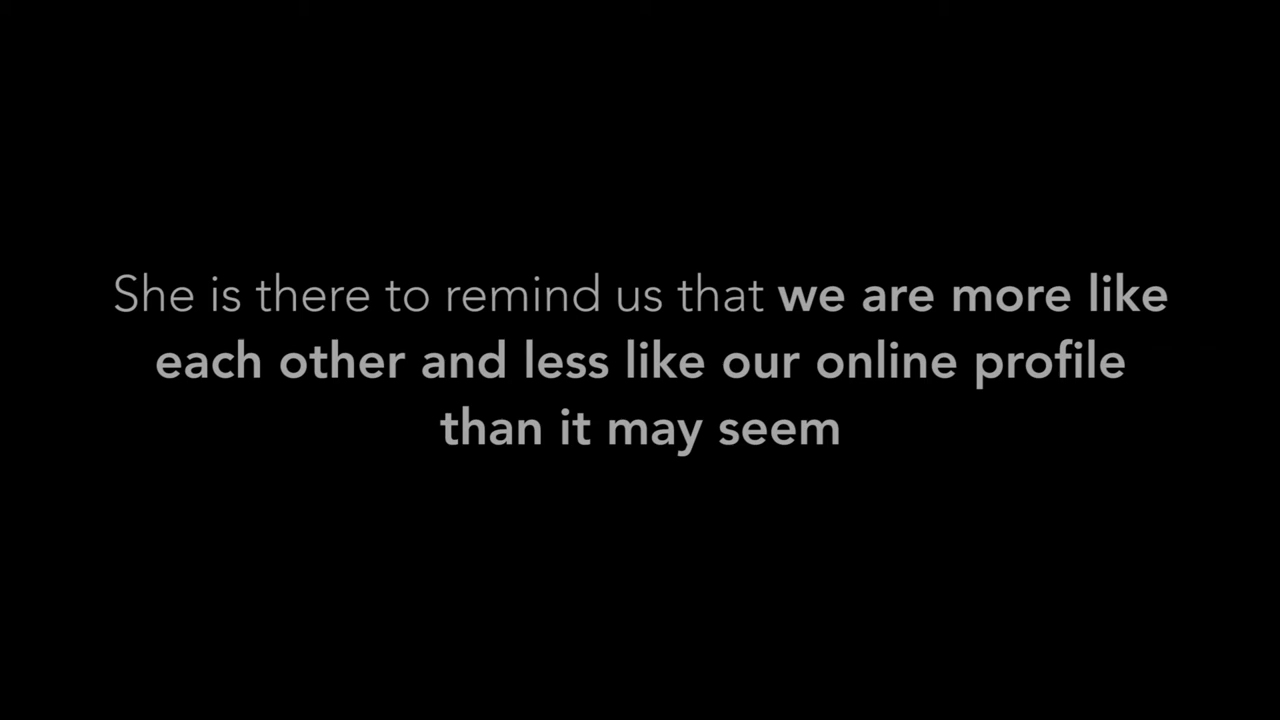 She is there to remind us that we are more like
each other and less like our online profile
than it may seem